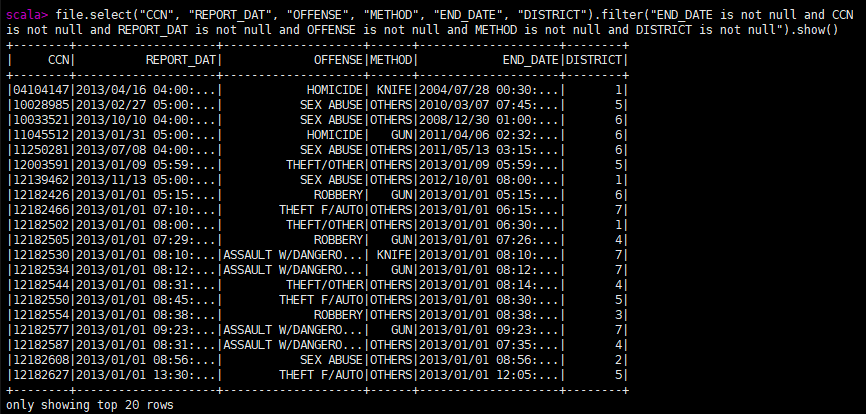 scala> file.select("CCN", "REPORT_DAT", "OFFENSE", "METHOD", "END_DATE", "DISTRICT").filter("END_DATE is not null and CCN
is not null and REPORT_DAT is not null and OFFENSE is not null and METHOD is not null and DISTRICT is not null").show()
+--------+-------------------+-------------------+------+-------------------+--------+
|     CCN|         REPORT_DAT|            OFFENSE|METHOD|           END_DATE|DISTRICT|
+--------+-------------------+-------------------+------+-------------------+--------+
|04104147|2013/04/16 04:00:...|           HOMICIDE| KNIFE|2004/07/28 00:30:...|       1|
|10028985|2013/02/27 05:00:...|          SEX ABUSE|OTHERS|2010/03/07 07:45:...|       5|
|10033521|2013/10/10 04:00:...|          SEX ABUSE|OTHERS|2008/12/30 01:00:...|       6|
|11045512|2013/01/31 05:00:...|           HOMICIDE|   GUN|2011/04/06 02:32:...|       6|
|11250281|2013/07/08 04:00:...|          SEX ABUSE|OTHERS|2011/05/13 03:15:...|       6|
|12003591|2013/01/09 05:59:...|        THEFT/OTHER|OTHERS|2013/01/09 05:59:...|       5|
|12139462|2013/11/13 05:00:...|          SEX ABUSE|OTHERS|2012/10/01 08:00:...|       1|
|12182426|2013/01/01 05:15:...|            ROBBERY|   GUN|2013/01/01 05:15:...|       6|
|12182466|2013/01/01 07:10:...|       THEFT F/AUTO|OTHERS|2013/01/01 06:15:...|       7|
|12182502|2013/01/01 08:00:...|        THEFT/OTHER|OTHERS|2013/01/01 06:30:...|       1|
|12182505|2013/01/01 07:29:...|            ROBBERY|   GUN|2013/01/01 07:26:...|       4|
|12182530|2013/01/01 08:10:...|ASSAULT W/DANGERO...| KNIFE|2013/01/01 08:10:...|       7|
|12182534|2013/01/01 08:12:...|ASSAULT W/DANGERO...|   GUN|2013/01/01 08:12:...|       7|
|12182544|2013/01/01 08:31:...|        THEFT/OTHER|OTHERS|2013/01/01 08:14:...|       4|
|12182550|2013/01/01 08:45:...|       THEFT F/AUTO|OTHERS|2013/01/01 08:30:...|       5|
|12182554|2013/01/01 08:38:...|            ROBBERY|OTHERS|2013/01/01 08:38:...|       3|
|12182577|2013/01/01 09:23:...|ASSAULT W/DANGERO...|   GUN|2013/01/01 09:23:...|       7|
|12182587|2013/01/01 08:31:...|ASSAULT W/DANGERO...|OTHERS|2013/01/01 07:35:...|       4|
|12182608|2013/01/01 08:56:...|          SEX ABUSE|OTHERS|2013/01/01 08:56:...|       2|
|12182627|2013/01/01 13:30:...|       THEFT F/AUTO|OTHERS|2013/01/01 12:05:...|       5|
+--------+-------------------+-------------------+------+-------------------+--------+
only showing top 20 rows